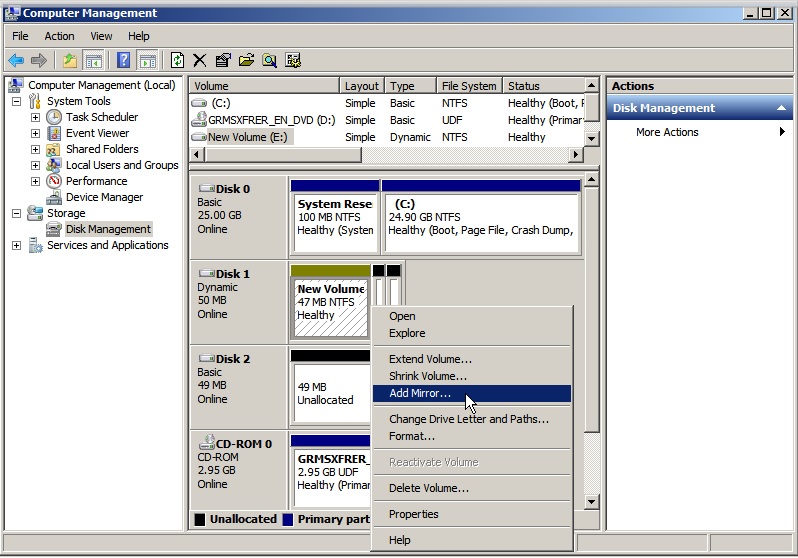 Computer Management
File Action View Help
Computer Management (Local)
System Tools
Task Scheduler
Event Viewer
Shared Folders
Local Users and Groups
Performance
Device Manager
Storage
Disk Management
Services and Applications
Volume Layout Type File System Status
(C:) Simple Basic NTFS Healthy (Boot, P
GRMSXFRER_EN_DVD (D:) Simple Basic UDF Healthy (Primar
New Volume (E:) Simple Dynamic NTFS Healthy
Disk 0
Basic
25.00 GB
Online
System Rese
100 MB NTFS
Healthy (System
(C:)
24.90 GB NTFS
Healthy (Boot, Page File, Crash Dump,
Disk 1
Dynamic
50 MB
Online
New Volume
47 MB NTFS
Healthy
Disk 2
Basic
49 MB
Online
49 MB
Unallocated
CD-ROM 0
CD-ROM
2.95 GB
Online
GRMSXFRER_
2.95 GB UDF
Healthy (Primar
Unallocated Primary part
Open
Explore
Extend Volume...
Shrink Volume...
Add Mirror...
Change Drive Letter and Paths...
Format...
Reactivate Volume
Delete Volume...
Properties
Help
Actions
Disk Management
More Actions